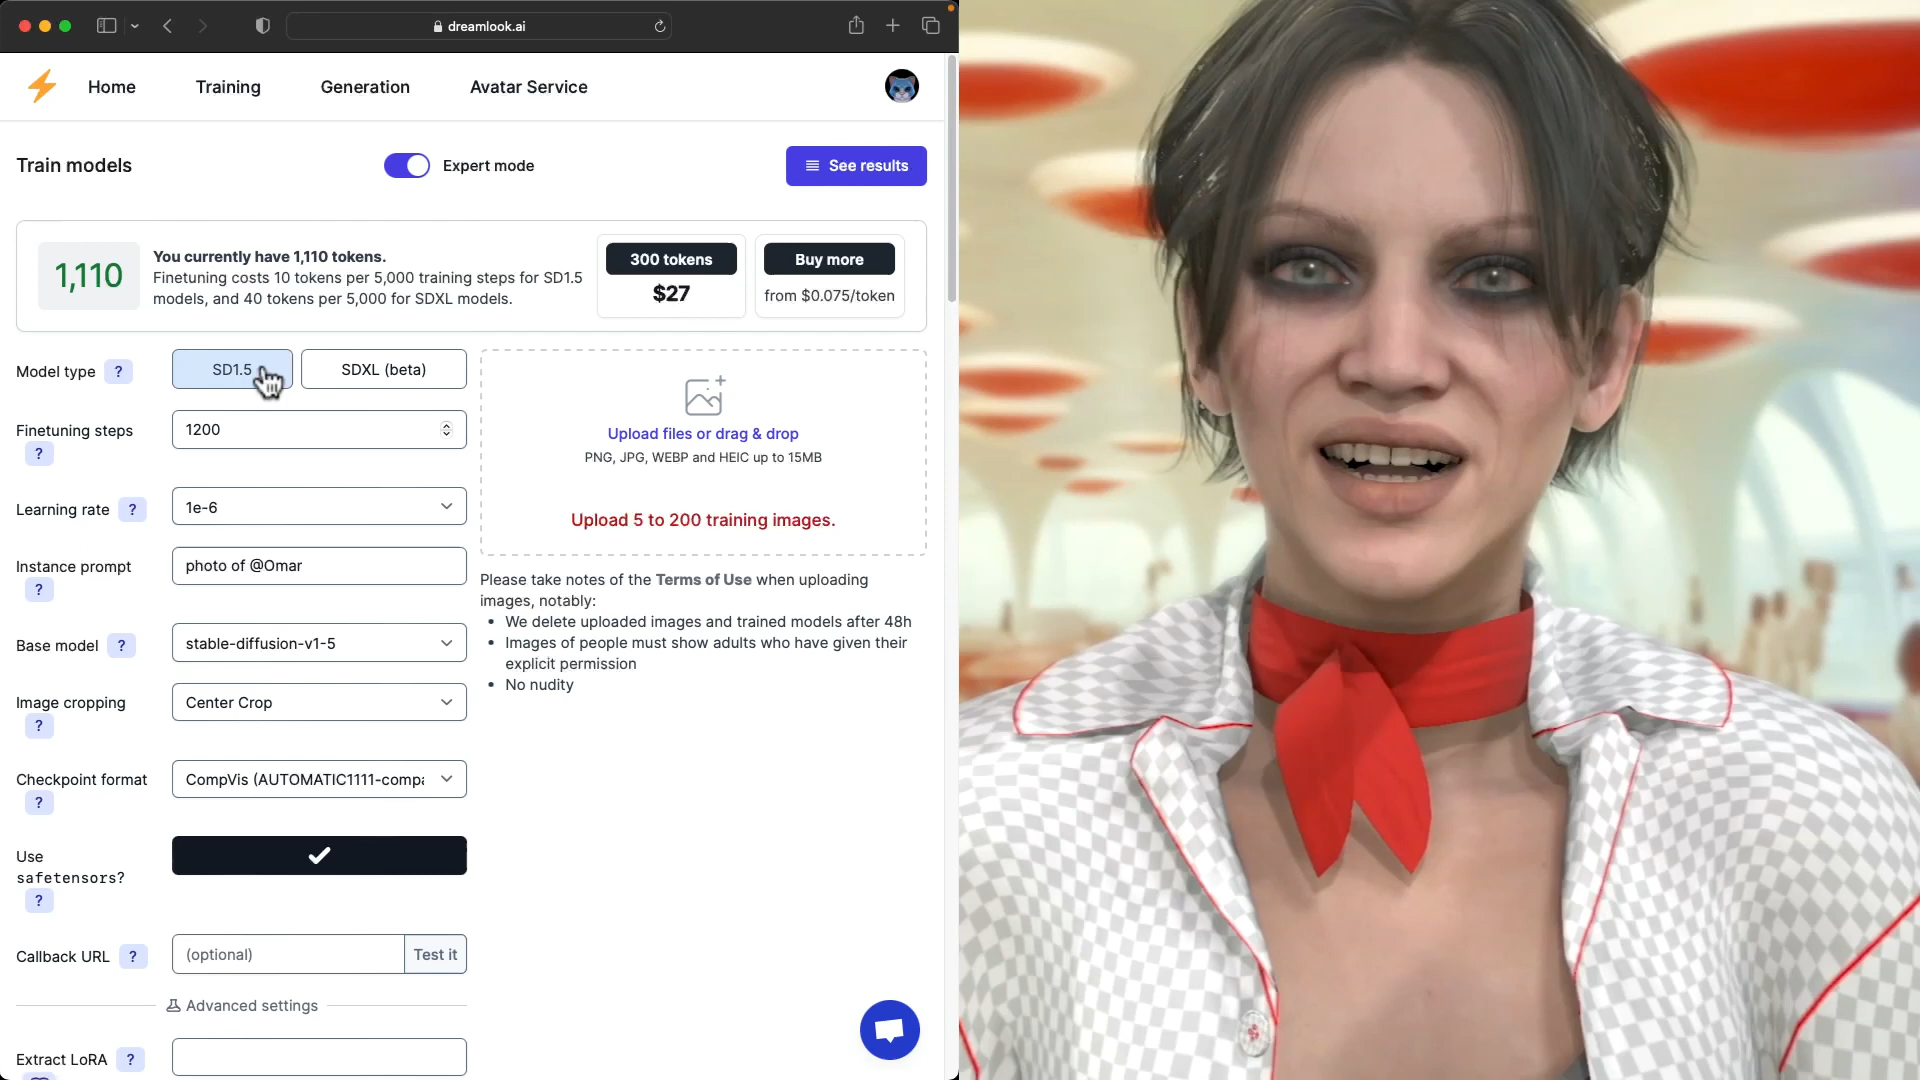 dreamlook.ai
Home
Training
Generation
Avatar Service
Train models
Expert mode
See results
1,110
You currently have 1,110 tokens.
Finetuning costs 10 tokens per 5,000 training steps for SD1.5
models, and 40 tokens per 5,000 for SDXL models.
300 tokens
$27
Buy more
from $0.075/token
Model type ?
SD1.5
SDXL (beta)
Finetuning steps
?
1200
Learning rate ?
1e-6
Instance prompt
?
photo of @Omar
Base model ?
stable-diffusion-v1-5
Image cropping
?
Center Crop
Checkpoint format
?
CompVis (AUTOMATIC1111-compa
Use
safetensors?
?
Callback URL ?
(optional)
Test it
Advanced settings
Extract LoRA ?
Upload files or drag & drop
PNG, JPG, WEBP and HEIC up to 15MB
Upload 5 to 200 training images.
Please take notes of the Terms of Use when uploading
images, notably:
• We delete uploaded images and trained models after 48h
• Images of people must show adults who have given their
explicit permission
• No nudity